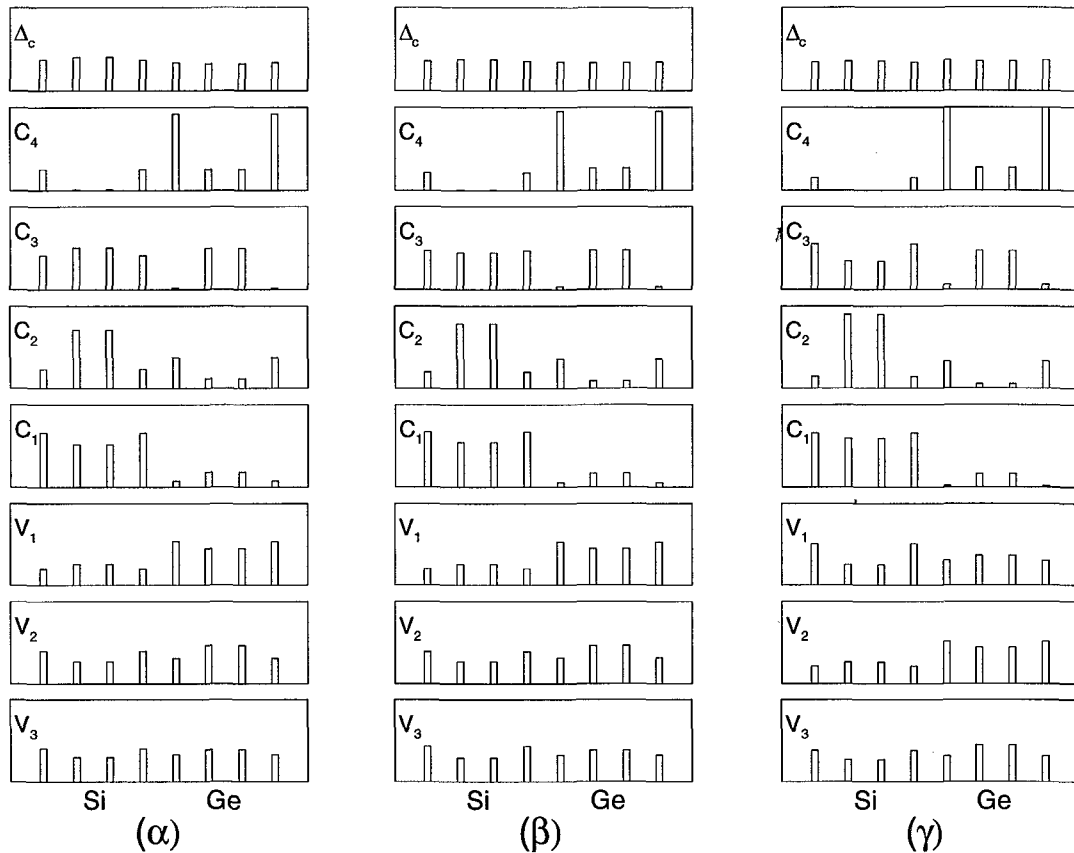 Δc Δc Δc
C4 C4 C4
C3 C3 C3
C2 C2 C2
C1 C1 C1
V1 V1 V1
V2 V2 V2
V3 V3 V3
Si Ge Si Ge Si Ge
(α) (β) (γ)